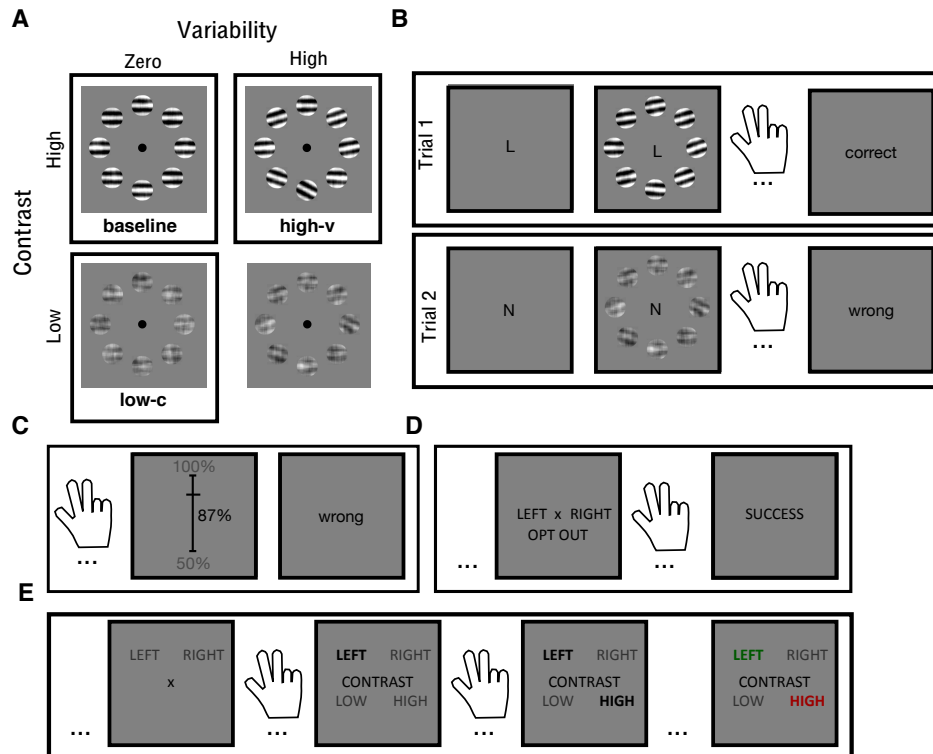 A
Variability
Zero
High
Contrast
High
Low
baseline
high-v
low-c
B
Trial 1
L
L
...
correct
Trial 2
N
N
...
wrong
C
...
100%
87%
50%
wrong
D
...
LEFT x RIGHT
OPT OUT
...
SUCCESS
E
...
LEFT RIGHT
x
...
LEFT RIGHT
CONTRAST
LOW HIGH
...
LEFT RIGHT
CONTRAST
LOW HIGH
...
LEFT RIGHT
CONTRAST
LOW HIGH